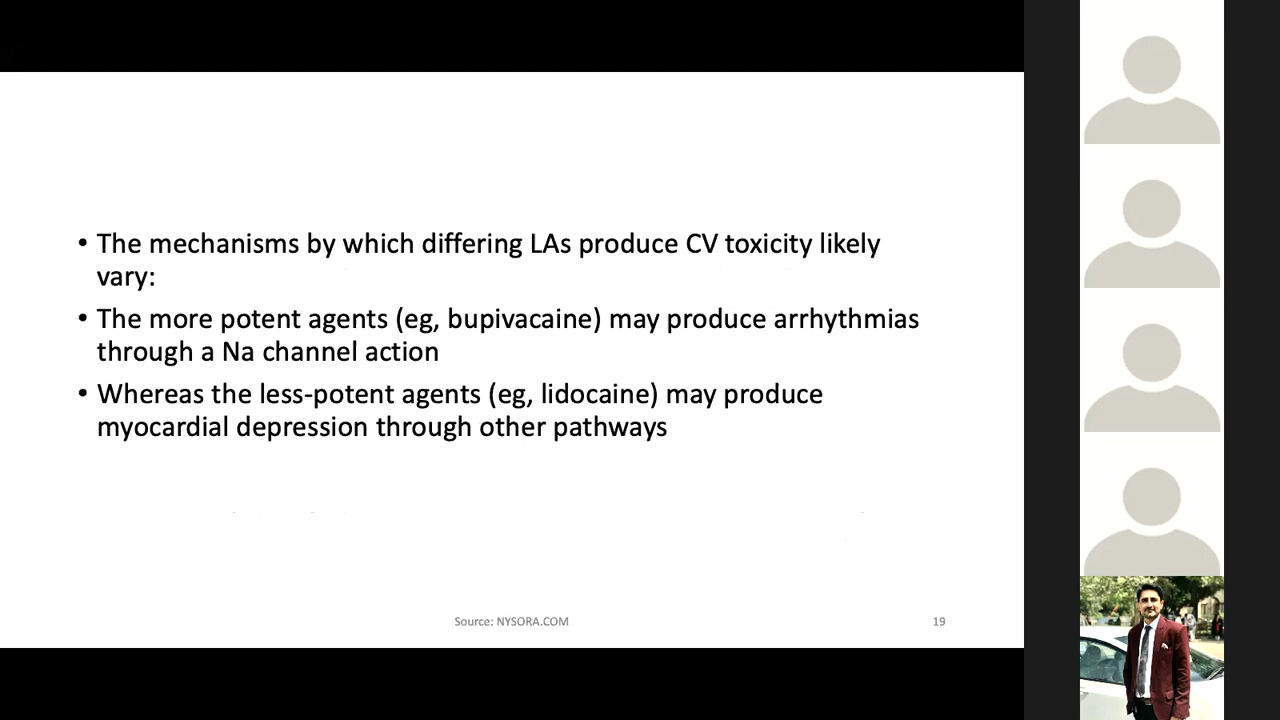 • The mechanisms by which differing LAs produce CV toxicity likely
vary:
• The more potent agents (eg, bupivacaine) may produce arrhythmias
through a Na channel action
• Whereas the less-potent agents (eg, lidocaine) may produce
myocardial depression through other pathways
Source: NYSORA.COM
19